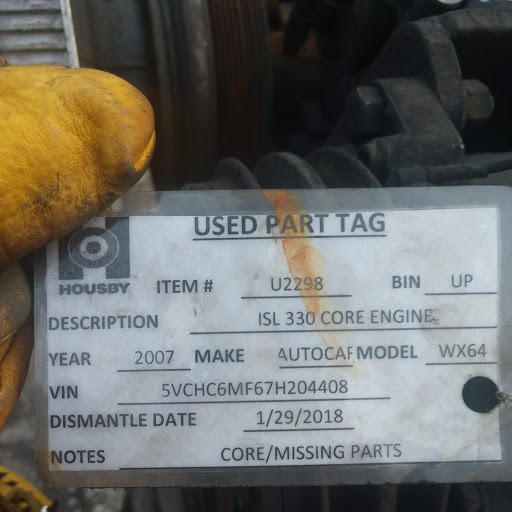 USED PART TAG
HOUSBY
ITEM # U2298 BIN UP
DESCRIPTION ISL 330 CORE ENGINE
YEAR 2007 MAKE AUTOCAR MODEL WX64
VIN 5VCHC6MF67H204408
DISMANTLE DATE 1/29/2018
NOTES CORE/MISSING PARTS